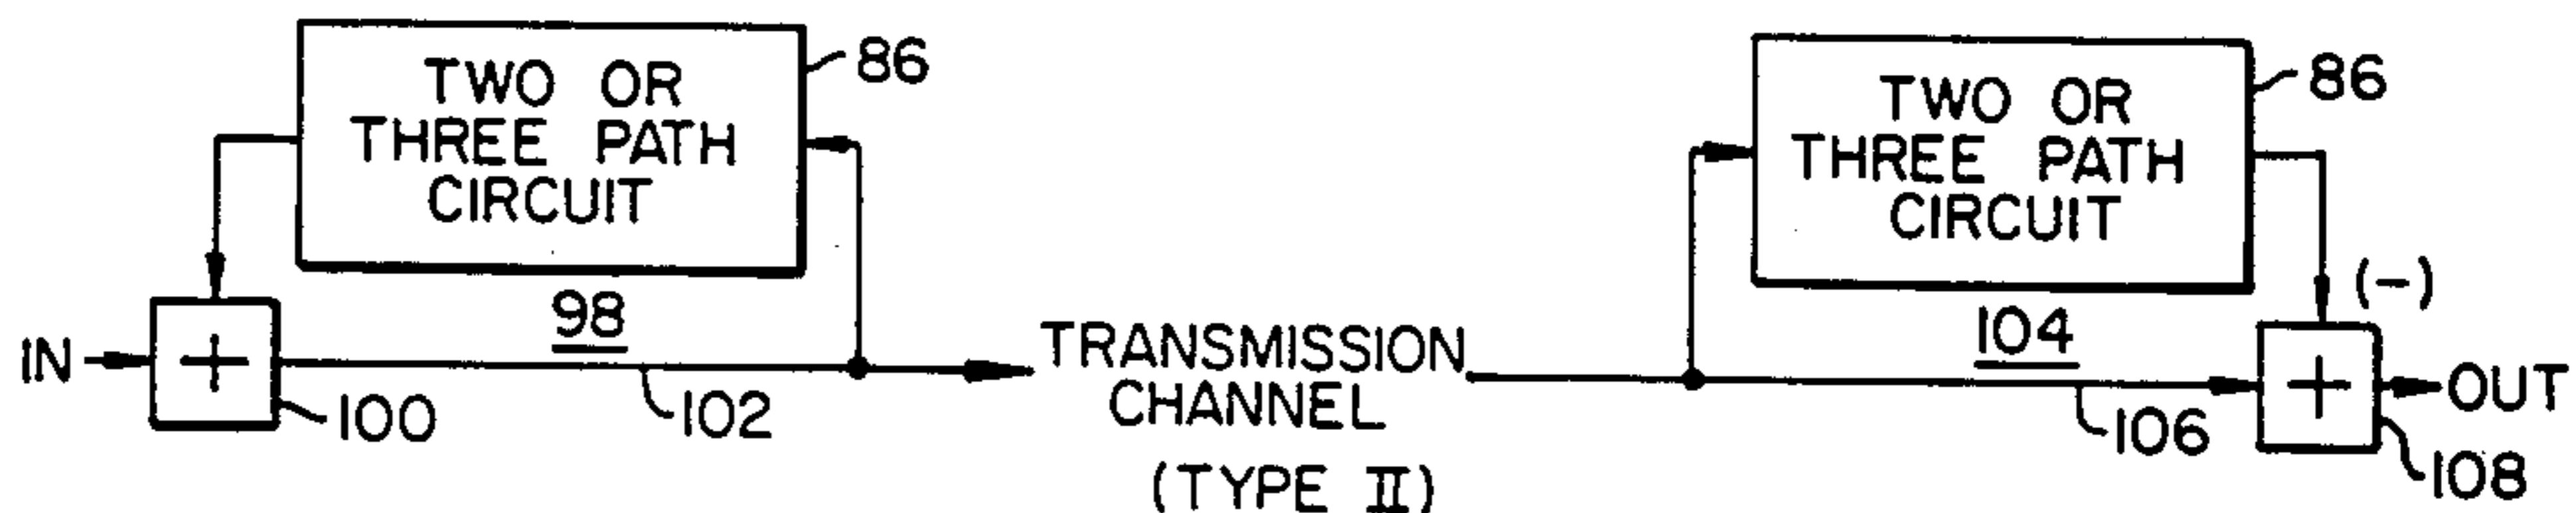 TWO OR
THREE PATH
CIRCUIT
86
98
IN
+
100
102
TRANSMISSION
CHANNEL
(TYPE II)
TWO OR
THREE PATH
CIRCUIT
86
(-)
104
106
+
OUT
108